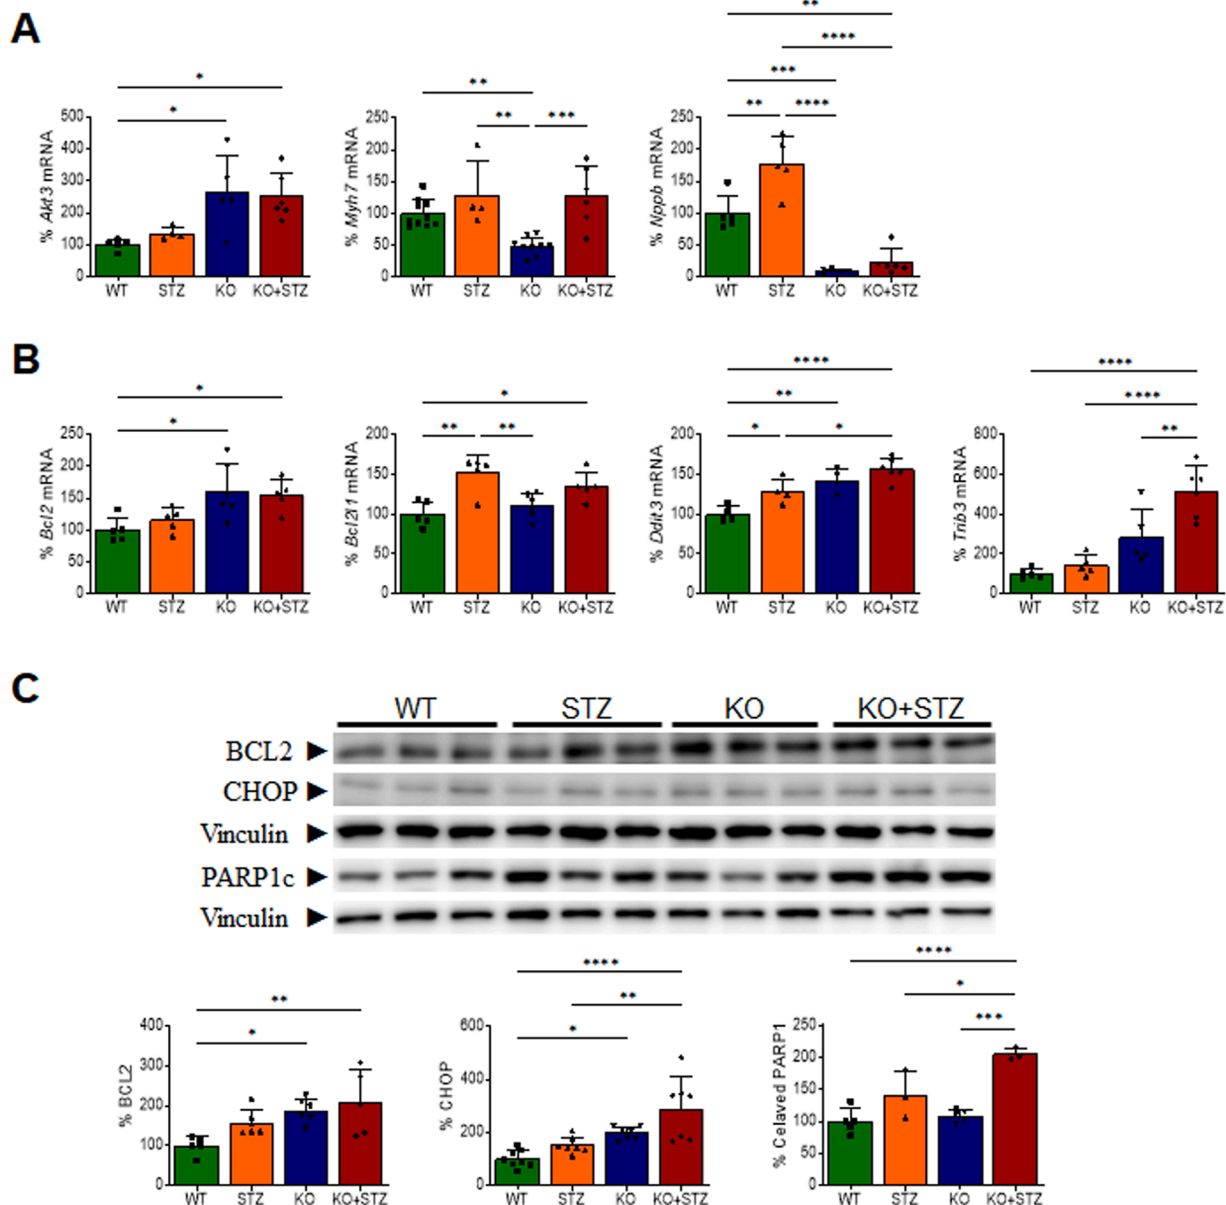 A
**
****
*
*
**
**
***
***
**
****
% Akt3 mRNA
500
400
300
200
100
0
WT
STZ
KO
KO+STZ
% Myh7 mRNA
250
200
150
100
50
0
WT
STZ
KO
KO+STZ
% Nppb mRNA
250
200
150
100
50
0
WT
STZ
KO
KO+STZ
B
*
*
*
**
**
****
**
*
*
****
****
**
% Bcl2 mRNA
250
200
150
100
50
0
WT
STZ
KO
KO+STZ
% Bcl2l1 mRNA
200
150
100
50
0
WT
STZ
KO
KO+STZ
% Ddit3 mRNA
200
150
100
50
0
WT
STZ
KO
KO+STZ
% Trib3 mRNA
800
600
400
200
0
WT
STZ
KO
KO+STZ
C
WT STZ KO KO+STZ
BCL2
CHOP
Vinculin
PARP1c
Vinculin
**
*
****
**
*
****
*
***
% BCL2
400
300
200
100
0
WT
STZ
KO
KO+STZ
% CHOP
600
400
200
0
WT
STZ
KO
KO+STZ
% Celaved PARP1
250
200
150
100
50
0
WT
STZ
KO
KO+STZ